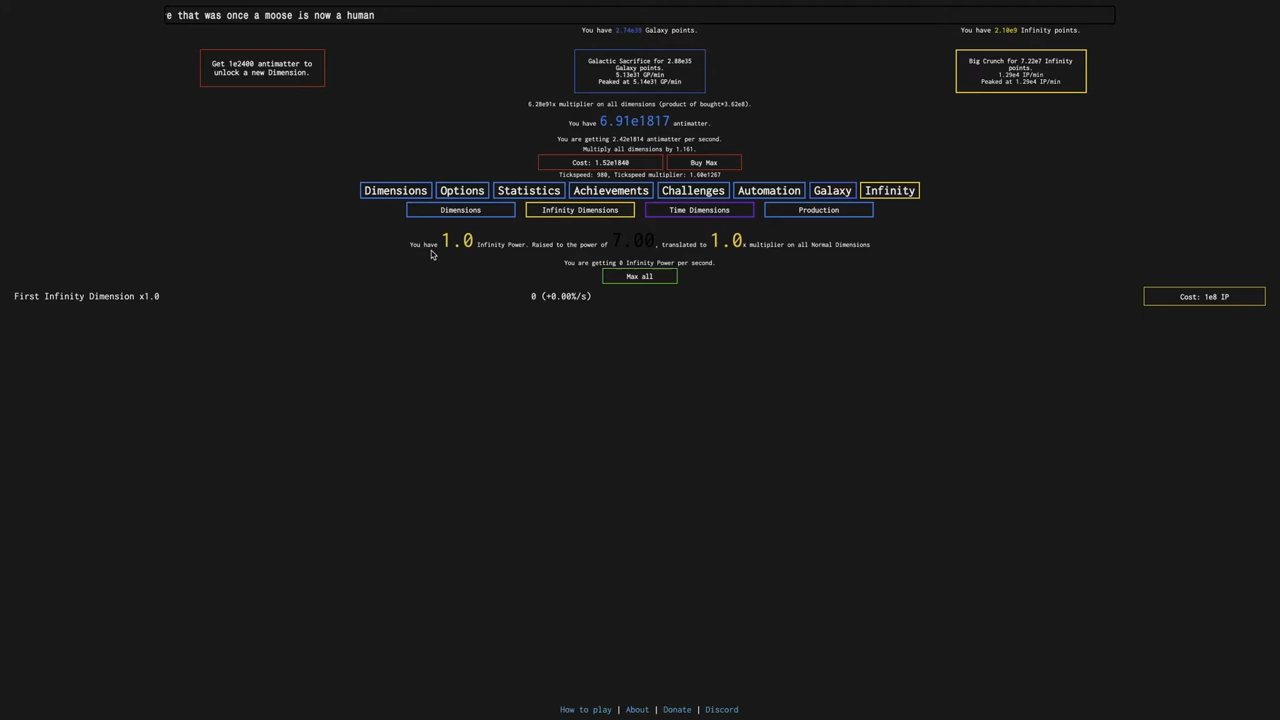 e that was once a moose is now a human
You have 2.74e39 Galaxy points.
You have 2.10e9 Infinity points.
Get 1e2400 antimatter to
unlock a new Dimension.
Galactic Sacrifice for 2.88e35
Galaxy points.
5.13e31 GP/min
Peaked at 5.14e31 GP/min
Big Crunch for 7.22e7 Infinity
points.
1.29e4 IP/min
Peaked at 1.29e4 IP/min
6.28e91x multiplier on all dimensions (product of bought*3.62e8).
You have 6.91e1817 antimatter.
You are getting 2.42e1814 antimatter per second.
Multiply all dimensions by 1.161.
Cost: 1.52e1840 Buy Max
Tickspeed: 980, Tickspeed multiplier: 1.60e1267
Dimensions Options Statistics Achievements Challenges Automation Galaxy Infinity
Dimensions Infinity Dimensions Time Dimensions Production
You have 1.0 Infinity Power. Raised to the power of 7.00, translated to 1.0x multiplier on all Normal Dimensions
You are getting 0 Infinity Power per second.
Max all
First Infinity Dimension x1.0 0 (+0.00%/s) Cost: 1e8 IP
How to play | About | Donate | Discord